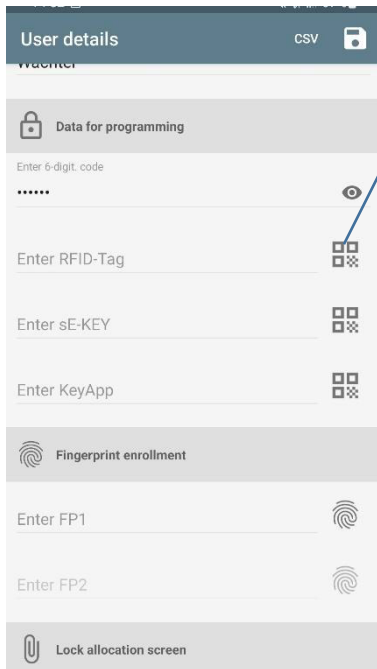 User details
CSV
Data for programming
Enter 6-digit. code
••••••
Enter RFID-Tag
Enter sE-KEY
Enter KeyApp
Fingerprint enrollment
Enter FP1
Enter FP2
Lock allocation screen